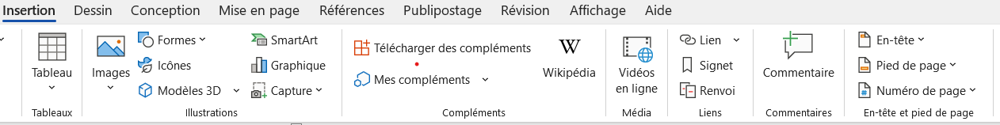 Insertion Dessin Conception Mise en page Références Publipostage Révision Affichage Aide
Tableau
Tableaux
Images
Formes
Icônes
Modèles 3D
SmartArt
Graphique
Capture
Illustrations
Télécharger des compléments
Mes compléments
W
Wikipédia
Compléments
Vidéos
en ligne
Média
Lien
Signet
Renvoi
Liens
Commentaire
Commentaires
En-tête
Pied de page
# Numéro de page
En-tête et pied de page